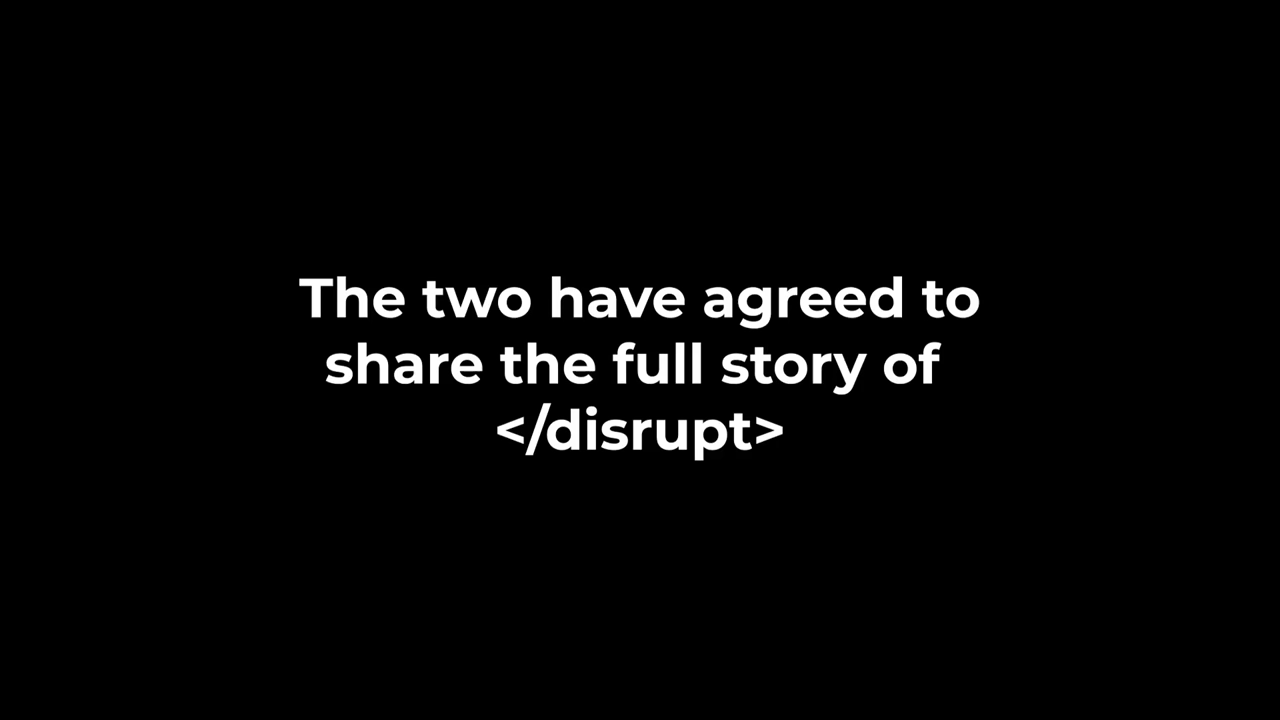 The two have agreed to
share the full story of
</disrupt>